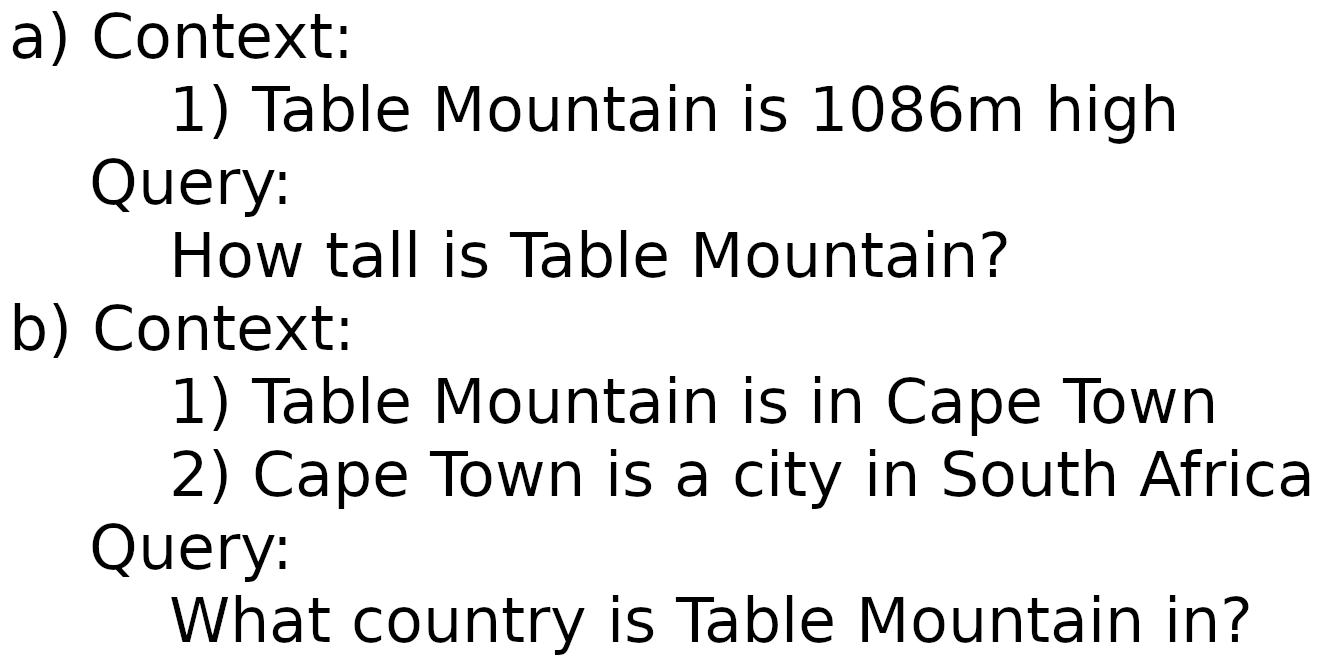 a) Context:
1) Table Mountain is 1086m high
Query:
How tall is Table Mountain?
b) Context:
1) Table Mountain is in Cape Town
2) Cape Town is a city in South Africa
Query:
What country is Table Mountain in?